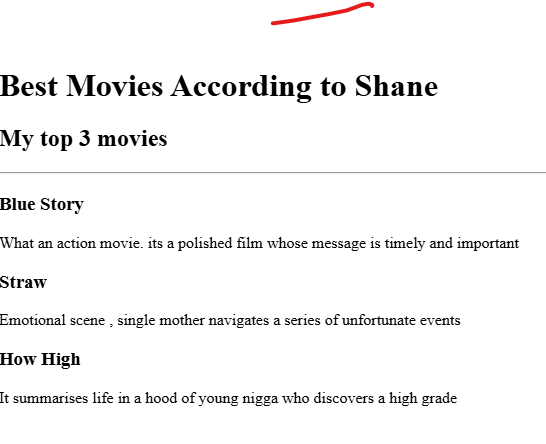 Best Movies According to Shane
My top 3 movies
Blue Story
What an action movie. its a polished film whose message is timely and important
Straw
Emotional scene , single mother navigates a series of unfortunate events
How High
It summarises life in a hood of young nigga who discovers a high grade